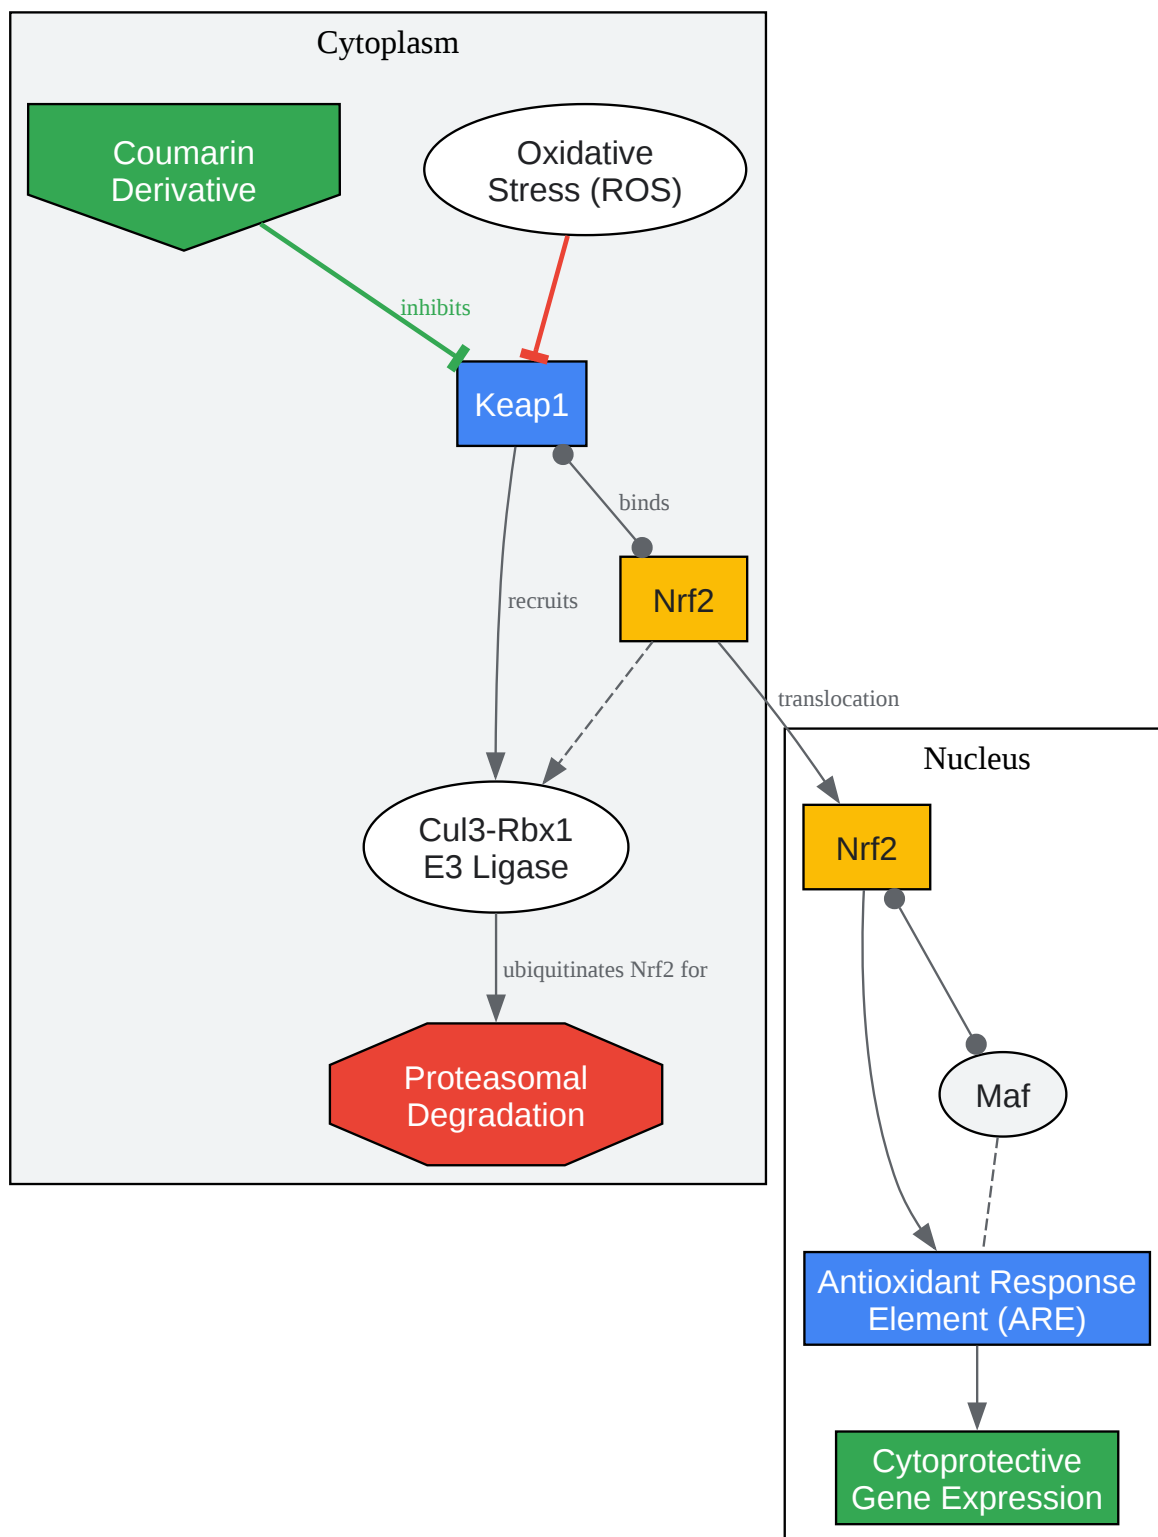 Cytoplasm
Coumarin
Derivative
Oxidative
Stress (ROS)
inhibits
Keap1
binds
Nrf2
recruits
translocation
Nucleus
Cul3-Rbx1
E3 Ligase
Nrf2
ubiquitinates Nrf2 for
Proteasomal
Degradation
Maf
Antioxidant Response
Element (ARE)
Cytoprotective
Gene Expression